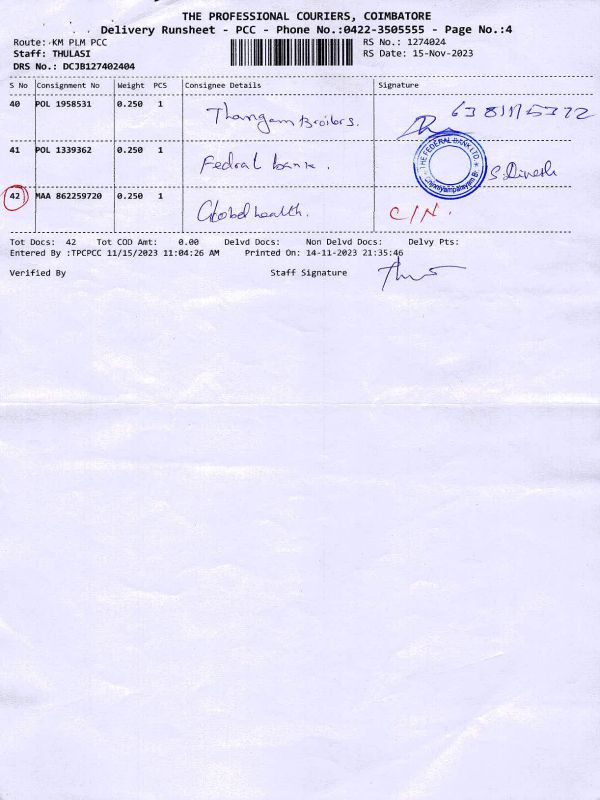 THE PROFESSIONAL COURIERS, COIMBATORE
Delivery Runsheet - PCC - Phone No.:0422-3505555 - Page No.:4
Route: KM PLM PCC RS No.: 1274024
Staff: THULASI RS Date: 15-Nov-2023
DRS No.: DCJB127402404
S No Consignment No Weight PCS Consignee Details Signature
40 POL 1958531 0.250 1 Thangam Broilers.
41 POL 1339362 0.250 1 Fedral bank. THE FEDERAL BANK LTD. S. Dinesh
42 MAA 862259720 0.250 1 Global health. C/N.
Tot Docs: 42 Tot COD Amt: 0.00 Delvd Docs: Non Delvd Docs: Delvy Pts:
Entered By :TPCPCC 11/15/2023 11:04:26 AM Printed On: 14-11-2023 21:35:46
Verified By Staff Signature